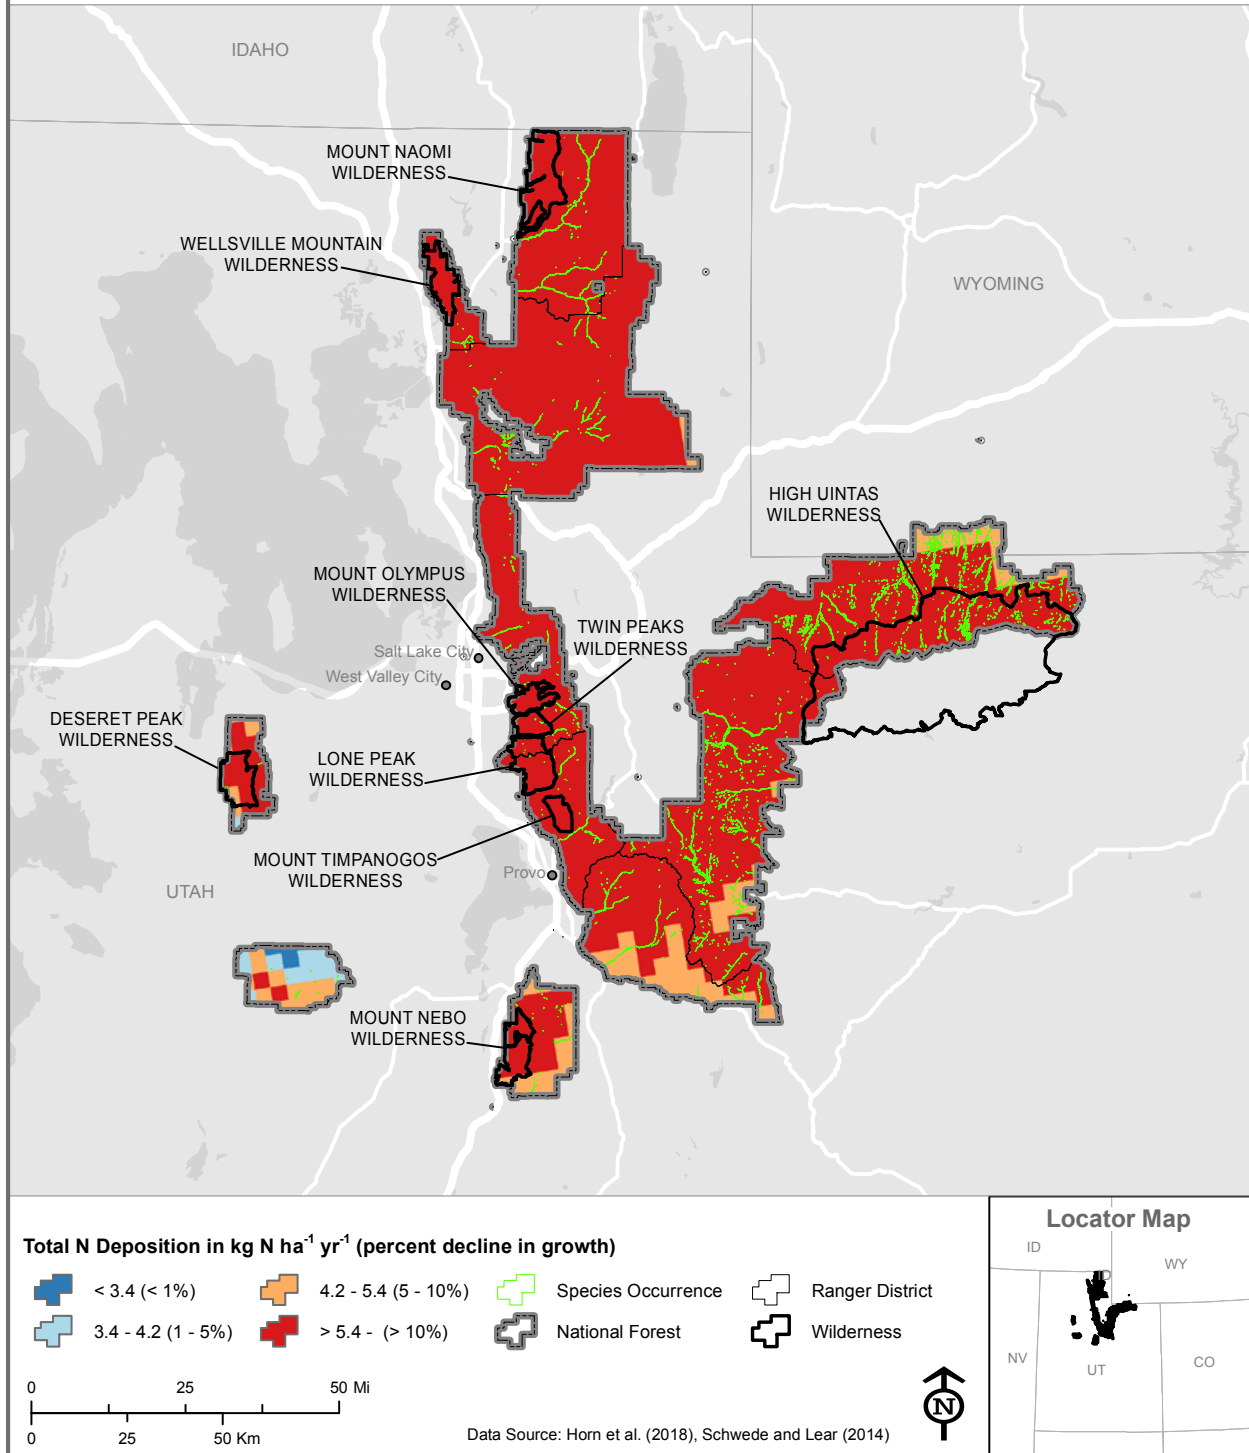 IDAHO
MOUNT NAOMI
WILDERNESS
WELLSVILLE MOUNTAIN
WILDERNESS
WYOMING
HIGH UINTAS
WILDERNESS
MOUNT OLYMPUS
WILDERNESS
TWIN PEAKS
WILDERNESS
Salt Lake City
West Valley City
DESERET PEAK
WILDERNESS
LONE PEAK
WILDERNESS
MOUNT TIMPANOGOS
WILDERNESS
Provo
UTAH
MOUNT NEBO
WILDERNESS
Total N Deposition in kg N ha-1 yr-1 (percent decline in growth)
< 3.4 (< 1%)
3.4 - 4.2 (1 - 5%)
4.2 - 5.4 (5 - 10%)
> 5.4 - (> 10%)
Species Occurrence
National Forest
Ranger District
Wilderness
0 25 50 Mi
0 25 50 Km
Data Source: Horn et al. (2018), Schwede and Lear (2014)
N
Locator Map
ID
ID
WY
NV
UT
CO